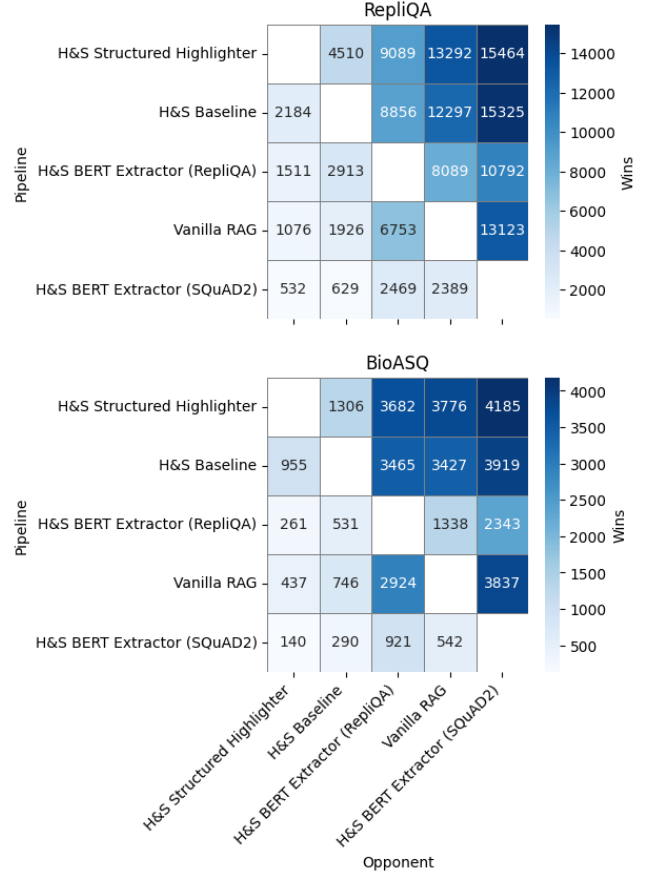 RepliQA
H&S Structured Highlighter 4510 9089 13292 15464
H&S Baseline 2184 8856 12297 15325
H&S BERT Extractor (RepliQA) 1511 2913 8089 10792
Vanilla RAG 1076 1926 6753 13123
H&S BERT Extractor (SQuAD2) 532 629 2469 2389
Pipeline
14000
12000
10000
8000
6000
4000
2000
Wins
BioASQ
H&S Structured Highlighter 1306 3682 3776 4185
H&S Baseline 955 3465 3427 3919
H&S BERT Extractor (RepliQA) 261 531 1338 2343
Vanilla RAG 437 746 2924 3837
H&S BERT Extractor (SQuAD2) 140 290 921 542
Pipeline
4000
3500
3000
2500
2000
1500
1000
500
Wins
H&S Structured Highlighter
H&S Baseline
H&S BERT Extractor (RepliQA)
Vanilla RAG
H&S BERT Extractor (SQuAD2)
Opponent